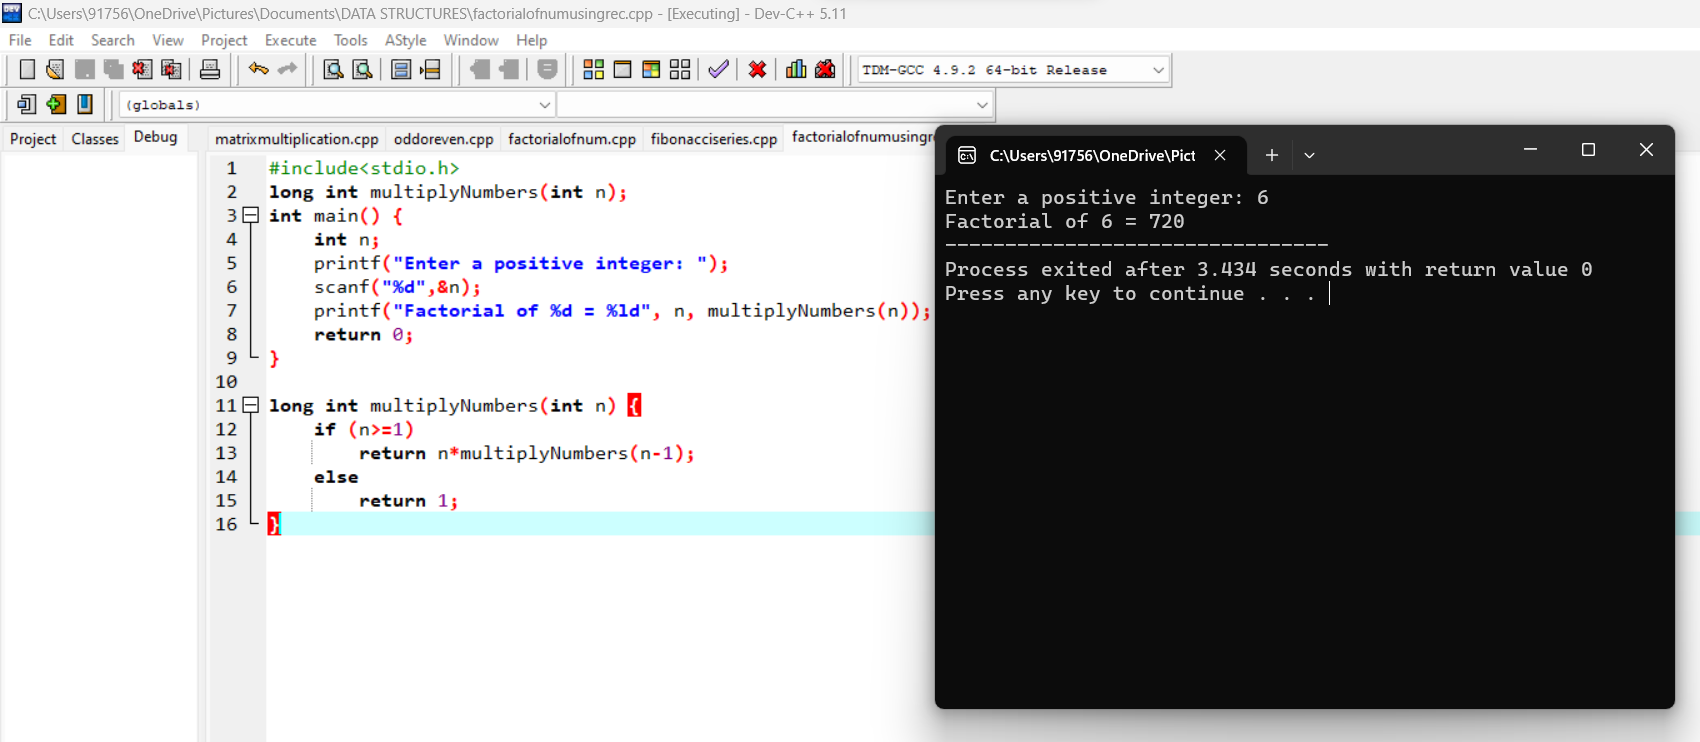 C:\Users\91756\OneDrive\Pictures\Documents\DATA STRUCTURES\factorialofnumusingrec.cpp - [Executing] - Dev-C++ 5.11
File Edit Search View Project Execute Tools AStyle Window Help
TDM-GCC 4.9.2 64-bit Release
(globals)
Project Classes Debug
matrixmultiplication.cpp oddoreven.cpp factorialofnum.cpp fibonacciseries.cpp factorialofnumusingre
1 #include<stdio.h>
2 long int multiplyNumbers(int n);
3 int main() {
4 int n;
5 printf("Enter a positive integer: ");
6 scanf("%d",&n);
7 printf("Factorial of %d = %ld", n, multiplyNumbers(n));
8 return 0;
9 }
10
11 long int multiplyNumbers(int n) {
12 if (n>=1)
13 return n*multiplyNumbers(n-1);
14 else
15 return 1;
16 }
C:\Users\91756\OneDrive\Pict
Enter a positive integer: 6
Factorial of 6 = 720
--------------------------------
Process exited after 3.434 seconds with return value 0
Press any key to continue . . .